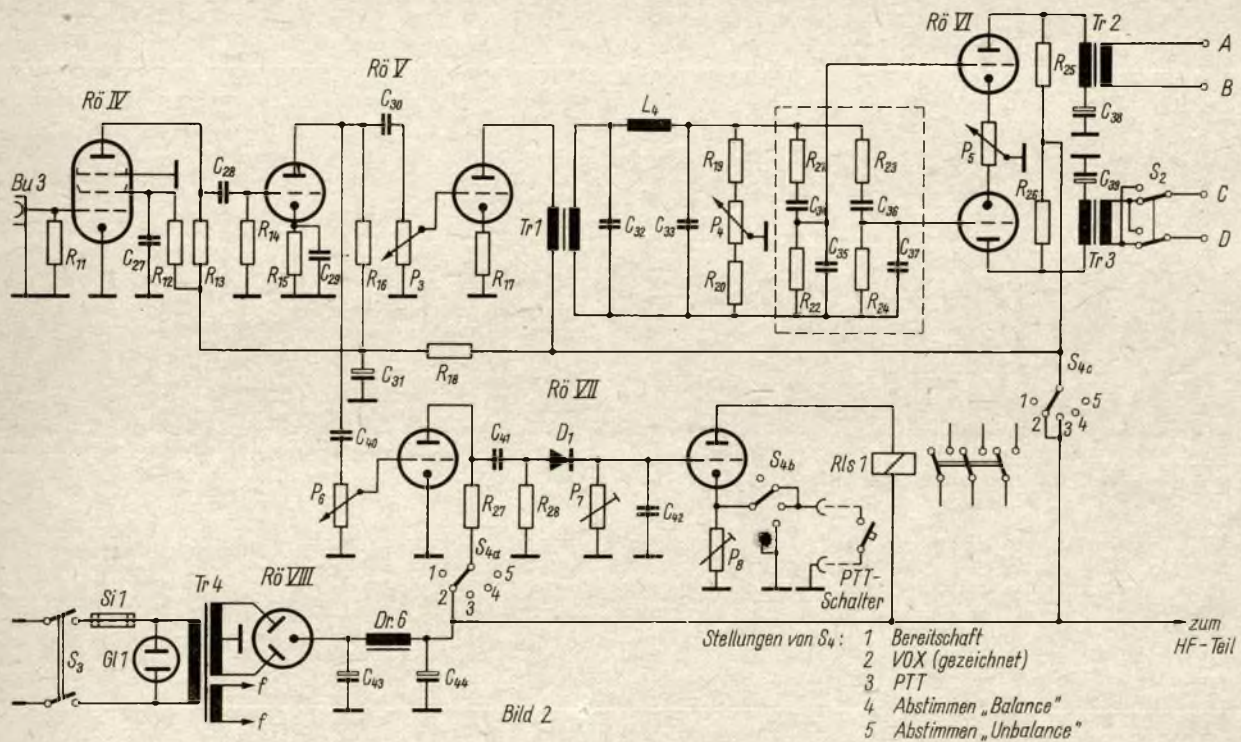 Rö VI
Tr 2
A
B
R25
C38
P5
R26
C39
S2
C
D
Tr 3
Rö IV
Rö V
C30
Bu 3
C28
R11
C27
R12
R13
R14
R15
C29
R16
P3
R17
Tr 1
L4
C32
C33
R19
P4
R20
R21
R23
C34
C36
C35
C37
R22
R24
C31
R18
Rö VII
S4c
1 2 3 4 5
C40
P6
C41
D1
R27
R28
P7
C42
S4b
P8
Rls 1
PTT-
Schalter
S4a
1 2 3 4 5
Si 1
Tr 4
Rö VIII
S3
Gl 1
f
f
Dr. 6
C43
C44
Bild 2
zum
HF-Teil
Stellungen von S4: 1 Bereitschaft
2 VOX (gezeichnet)
3 PTT
4 Abstimmen „Balance"
5 Abstimmen „Unbalance"